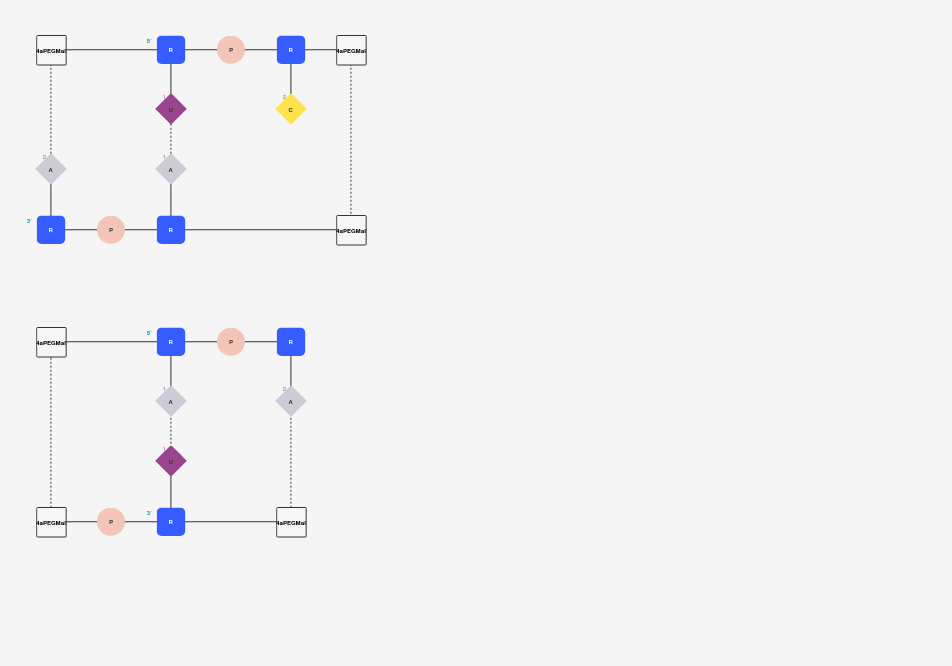 5'
4aPEGMal R P R 4aPEGMal
1 2
U C
2 1
A A
3'
R P R 4aPEGMal
5'
4aPEGMal R P R
1 2
A A
1
U
3'
4aPEGMal P R 4aPEGMal